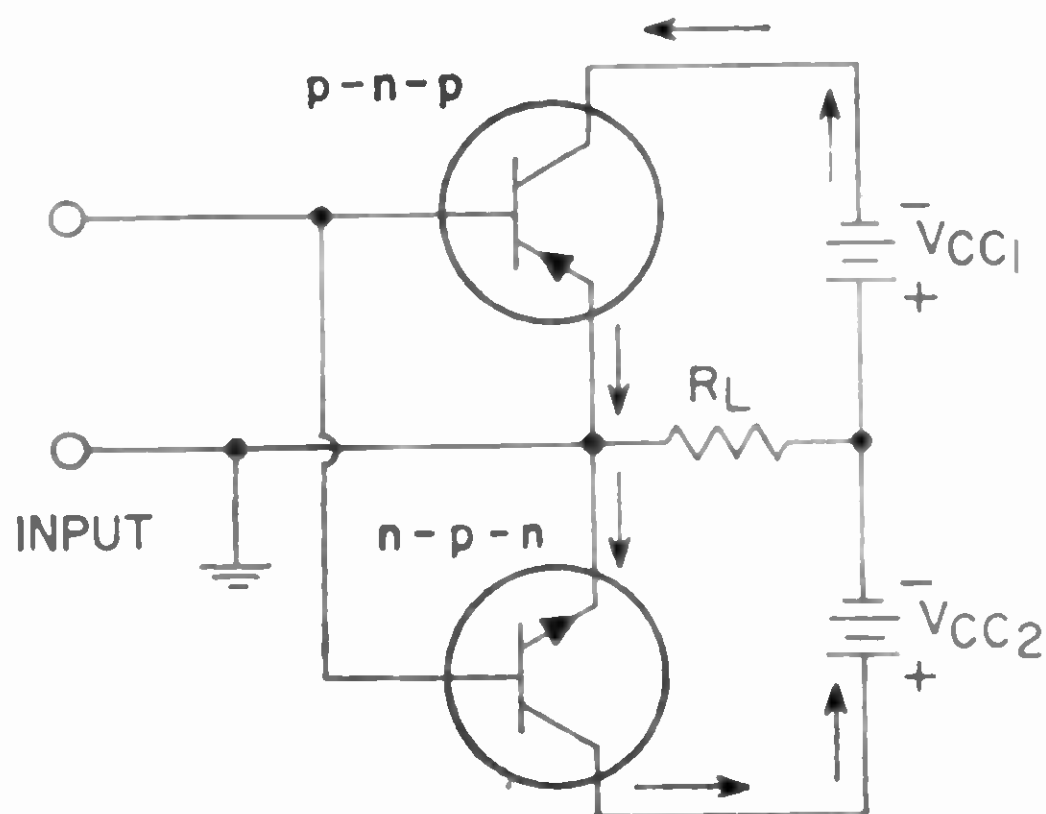 p-n-p
−
VCC1
+
RL
INPUT
n-p-n
−
VCC2
+